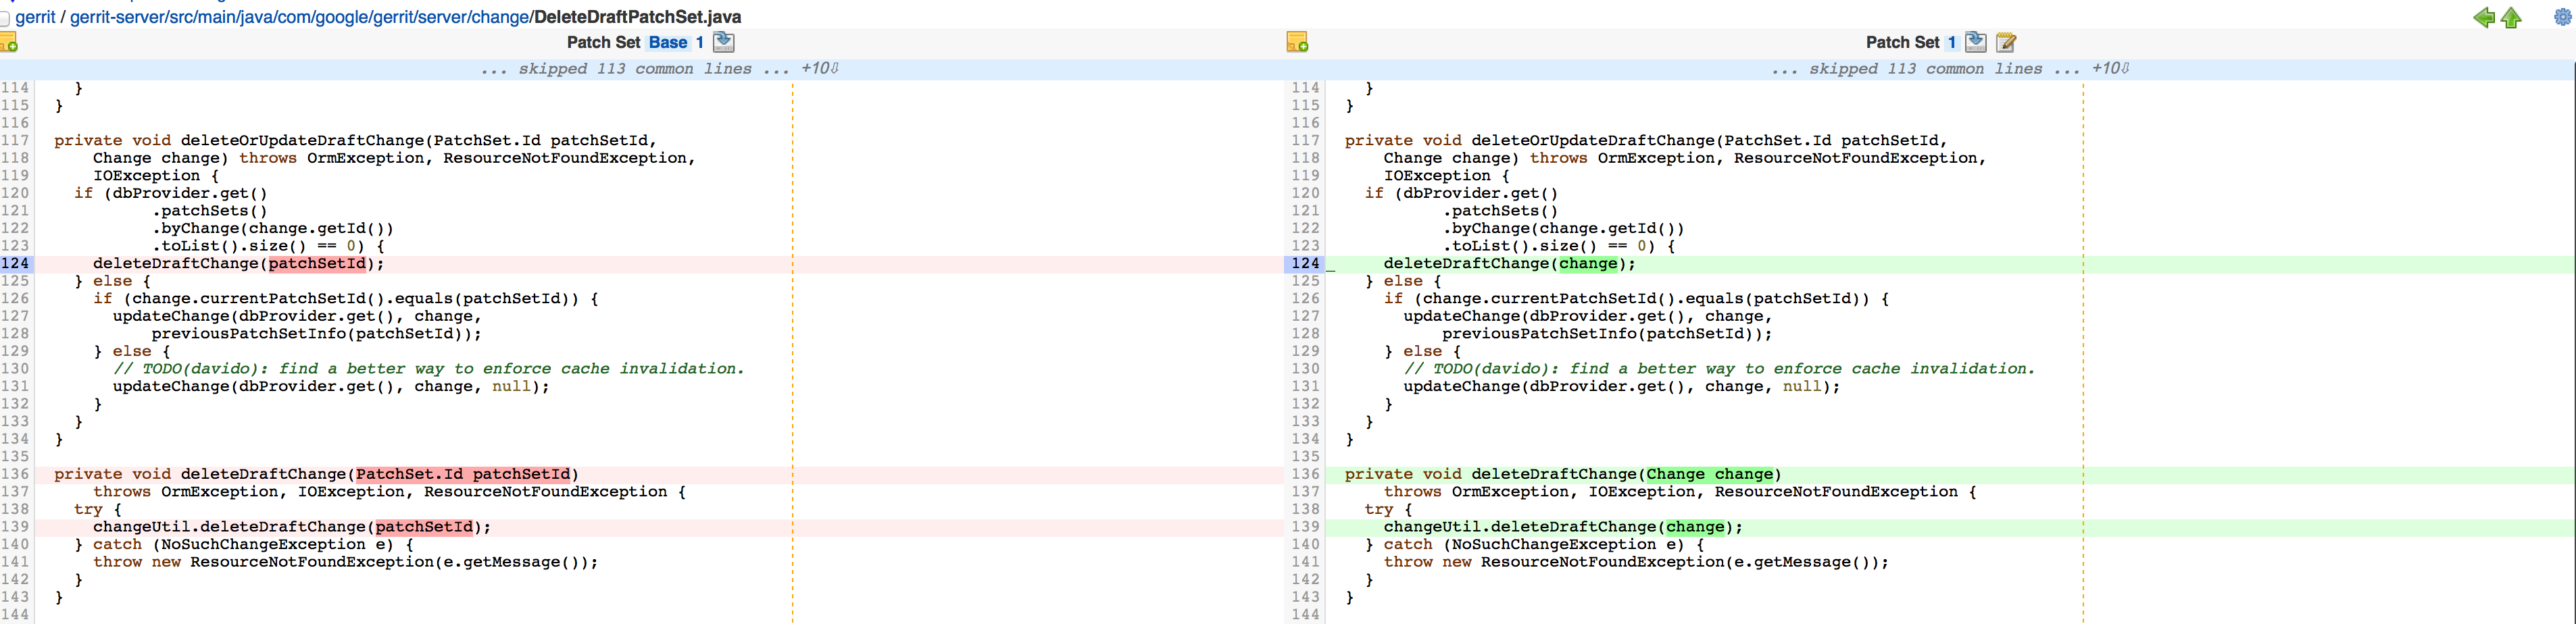 gerrit / gerrit-server/src/main/java/com/google/gerrit/server/change/DeleteDraftPatchSet.java
Patch Set Base 1
... skipped 113 common lines ... +10⇩
114     }
115   }
116
117   private void deleteOrUpdateDraftChange(PatchSet.Id patchSetId,
118       Change change) throws OrmException, ResourceNotFoundException,
119       IOException {
120     if (dbProvider.get()
121             .patchSets()
122             .byChange(change.getId())
123             .toList().size() == 0) {
124       deleteDraftChange(patchSetId);
125     } else {
126       if (change.currentPatchSetId().equals(patchSetId)) {
127         updateChange(dbProvider.get(), change,
128             previousPatchSetInfo(patchSetId));
129       } else {
130         // TODO(davido): find a better way to enforce cache invalidation.
131         updateChange(dbProvider.get(), change, null);
132       }
133     }
134   }
135
136   private void deleteDraftChange(PatchSet.Id patchSetId)
137       throws OrmException, IOException, ResourceNotFoundException {
138     try {
139       changeUtil.deleteDraftChange(patchSetId);
140     } catch (NoSuchChangeException e) {
141       throw new ResourceNotFoundException(e.getMessage());
142     }
143   }
144
Patch Set 1
... skipped 113 common lines ... +10⇩
114     }
115   }
116
117   private void deleteOrUpdateDraftChange(PatchSet.Id patchSetId,
118       Change change) throws OrmException, ResourceNotFoundException,
119       IOException {
120     if (dbProvider.get()
121             .patchSets()
122             .byChange(change.getId())
123             .toList().size() == 0) {
124       deleteDraftChange(change);
125     } else {
126       if (change.currentPatchSetId().equals(patchSetId)) {
127         updateChange(dbProvider.get(), change,
128             previousPatchSetInfo(patchSetId));
129       } else {
130         // TODO(davido): find a better way to enforce cache invalidation.
131         updateChange(dbProvider.get(), change, null);
132       }
133     }
134   }
135
136   private void deleteDraftChange(Change change)
137       throws OrmException, IOException, ResourceNotFoundException {
138     try {
139       changeUtil.deleteDraftChange(change);
140     } catch (NoSuchChangeException e) {
141       throw new ResourceNotFoundException(e.getMessage());
142     }
143   }
144